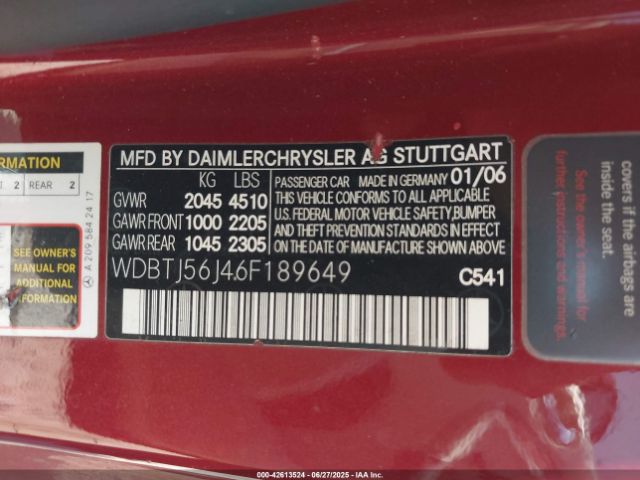 RMATION
2 REAR 2
A 209 584 24 17
SEE OWNER'S
MANUAL FOR
ADDITIONAL
INFORMATION
MFD BY DAIMLERCHRYSLER AG STUTTGART
KG LBS
GVWR 2045 4510
GAWR FRONT 1000 2205
GAWR REAR 1045 2305
PASSENGER CAR MADE IN GERMANY 01/06
THIS VEHICLE CONFORMS TO ALL APPLICABLE
U.S. FEDERAL MOTOR VEHICLE SAFETY, BUMPER
AND THEFT PREVENTION STANDARDS IN EFFECT
ON THE DATE OF MANUFACTURE SHOWN ABOVE
WDBTJ56J46F189649
C541
covers if the airbags are
inside the seat.
See the owner's manual for
further instructions.
000-42613524 - 06/27/2025 - IAA, Inc.